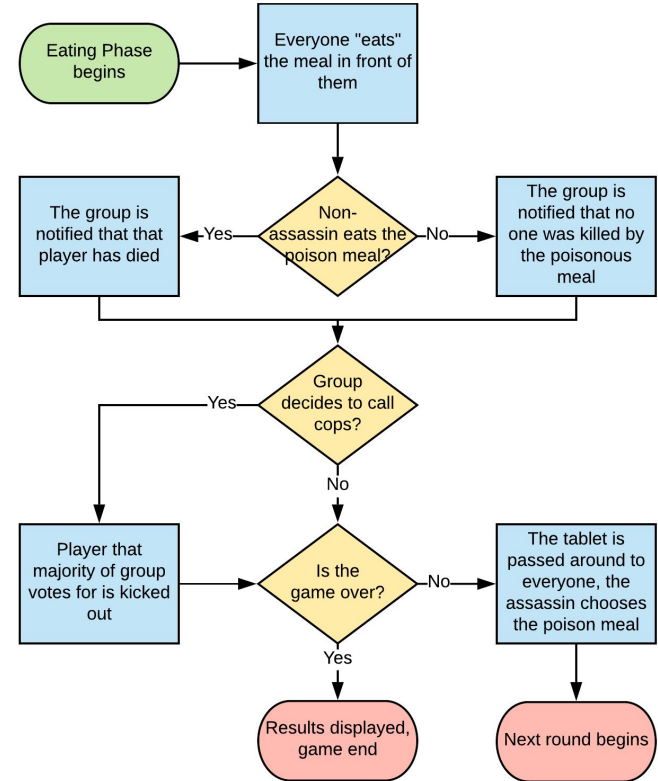 Eating Phase
begins
Everyone "eats"
the meal in front of
them
The group is
notified that that
player has died
Yes
Non-
assassin eats the
poison meal?
No
The group is
notified that no
one was killed by
the poisonous
meal
Group
decides to call
cops?
Yes
No
Player that
majority of group
votes for is kicked
out
Is the
game over?
No
The tablet is
passed around to
everyone, the
assassin chooses
the poison meal
Yes
Results displayed,
game end
Next round begins